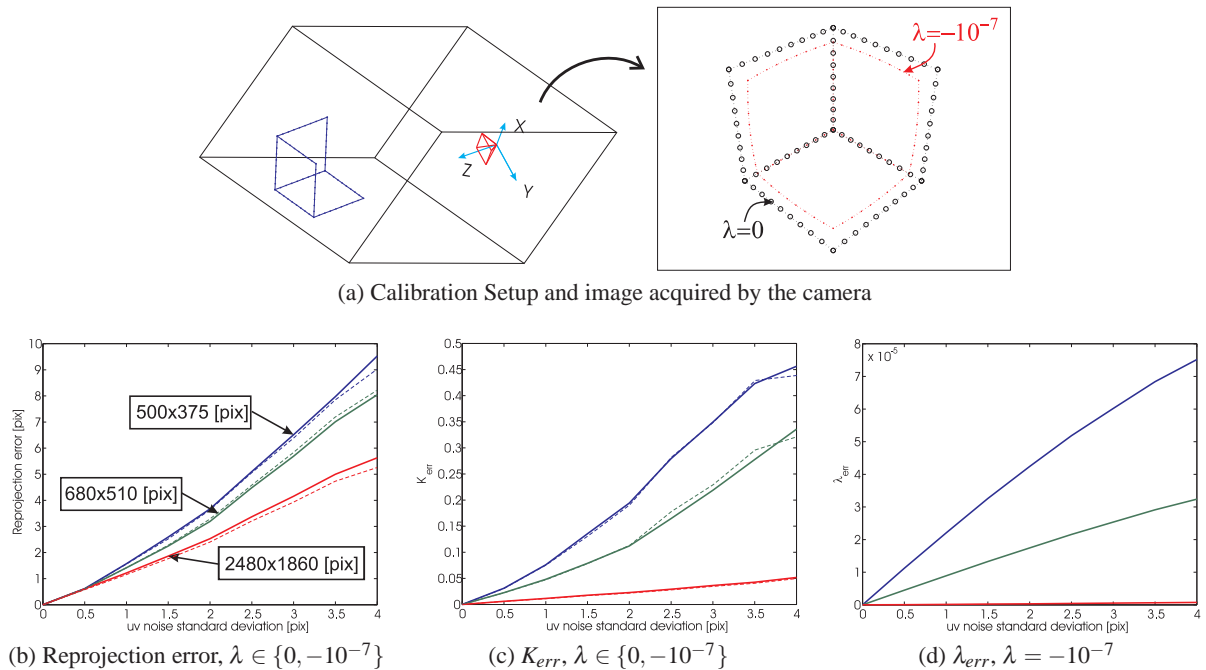 X
Z
Y
λ=−10⁻⁷
λ=0
(a) Calibration Setup and image acquired by the camera
Reprojection error [pix]
10
9
8
7
6
5
4
3
2
1
0
500x375 [pix]
680x510 [pix]
2480x1860 [pix]
0 0.5 1 1.5 2 2.5 3 3.5 4
uv noise standard deviation [pix]
(b) Reprojection error, λ ∈ {0, −10⁻⁷}
K_err
0.5
0.45
0.4
0.35
0.3
0.25
0.2
0.15
0.1
0.05
0
0 0.5 1 1.5 2 2.5 3 3.5 4
uv noise standard deviation [pix]
(c) K_err, λ ∈ {0, −10⁻⁷}
λ_err
8
x 10⁻⁵
7
6
5
4
3
2
1
0
0 0.5 1 1.5 2 2.5 3 3.5 4
uv noise standard deviation [pix]
(d) λ_err, λ = −10⁻⁷